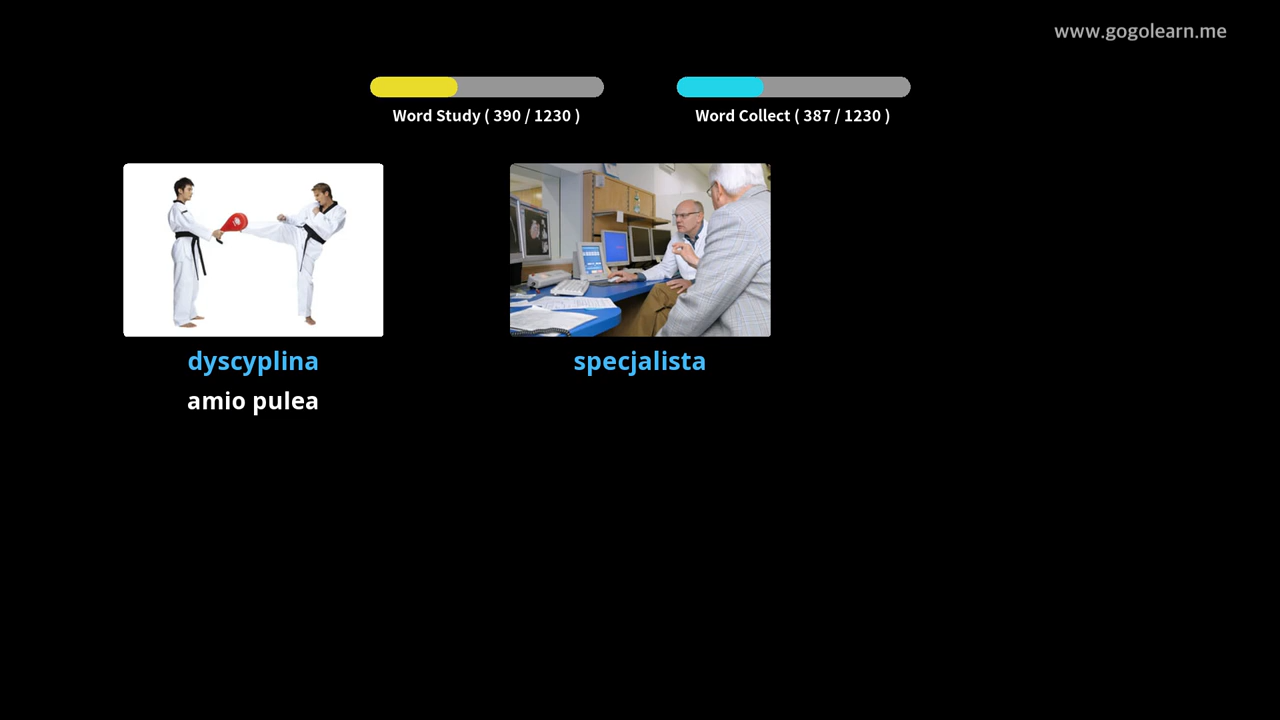 www.gogolearn.me
Word Study ( 390 / 1230 )
Word Collect ( 387 / 1230 )
dyscyplina
specjalista
amio pulea